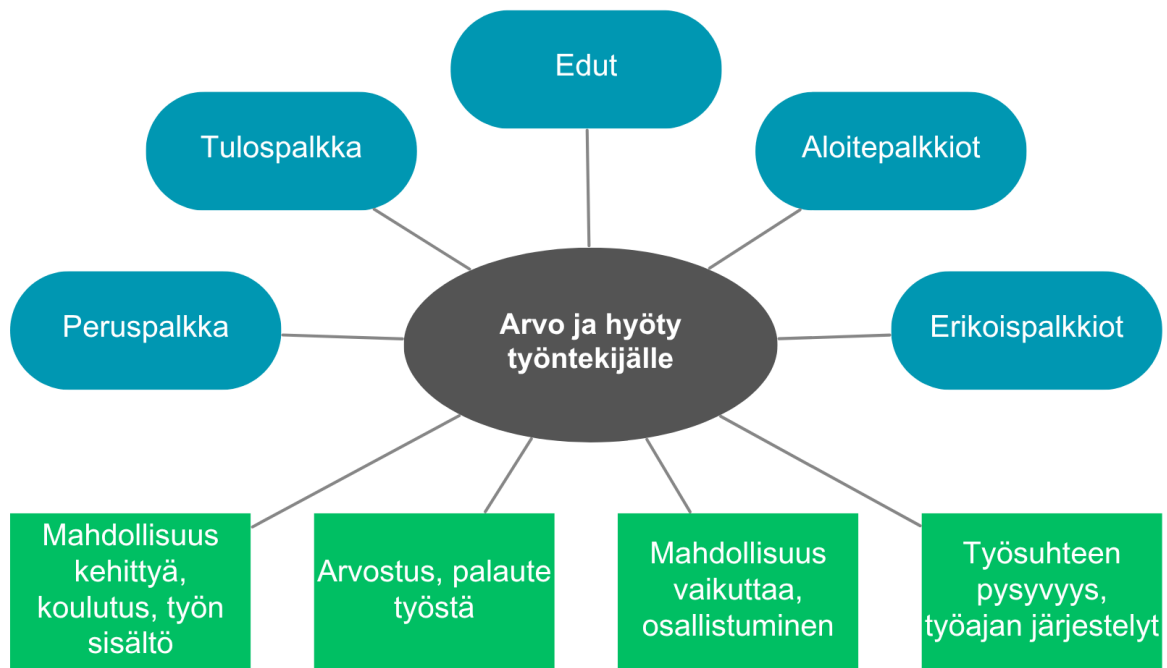 Edut
Tulospalkka
Aloitepalkkiot
Peruspalkka
Arvo ja hyöty
työntekijälle
Erikoispalkkiot
Mahdollisuus
kehittyä,
koulutus, työn
sisältö
Arvostus, palaute
työstä
Mahdollisuus
vaikuttaa,
osallistuminen
Työsuhteen
pysyvyys,
työajan järjestelyt